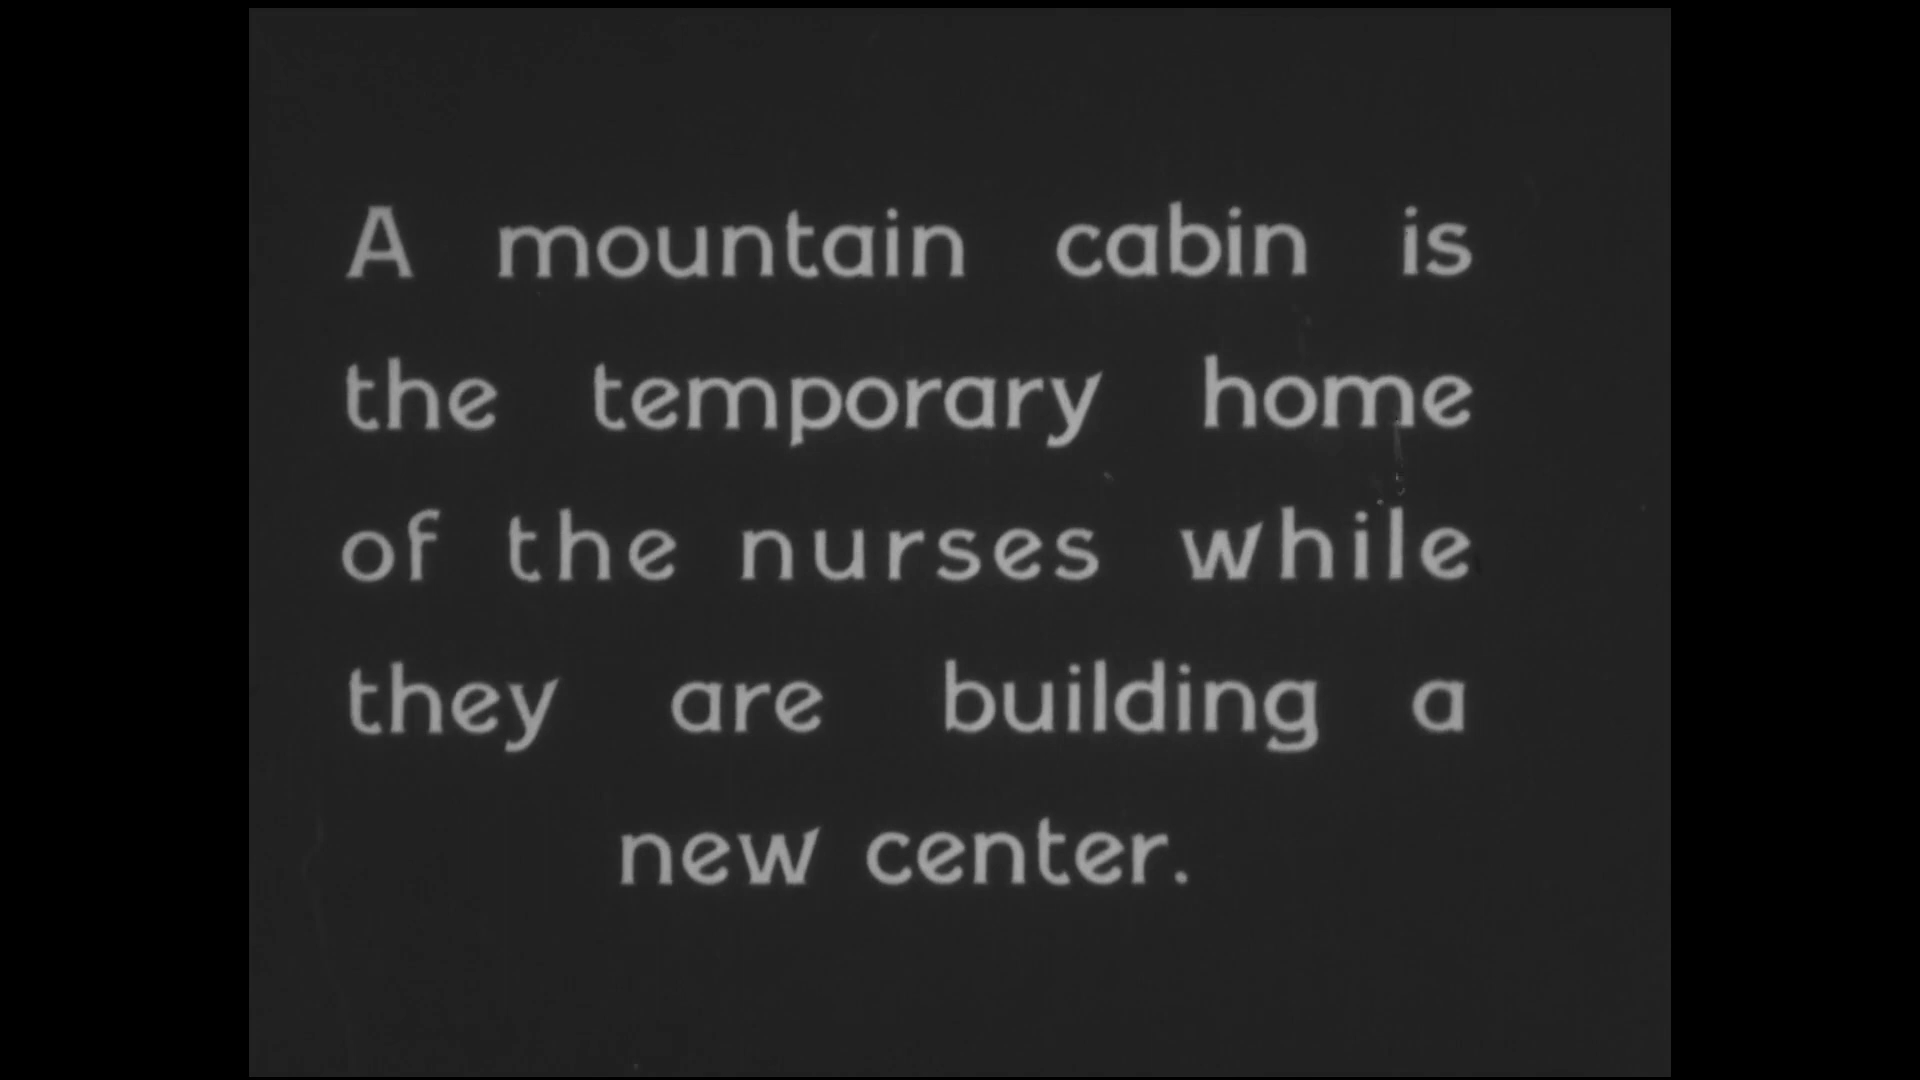 A mountain cabin is
the temporary home
of the nurses while
they are building a
new center.